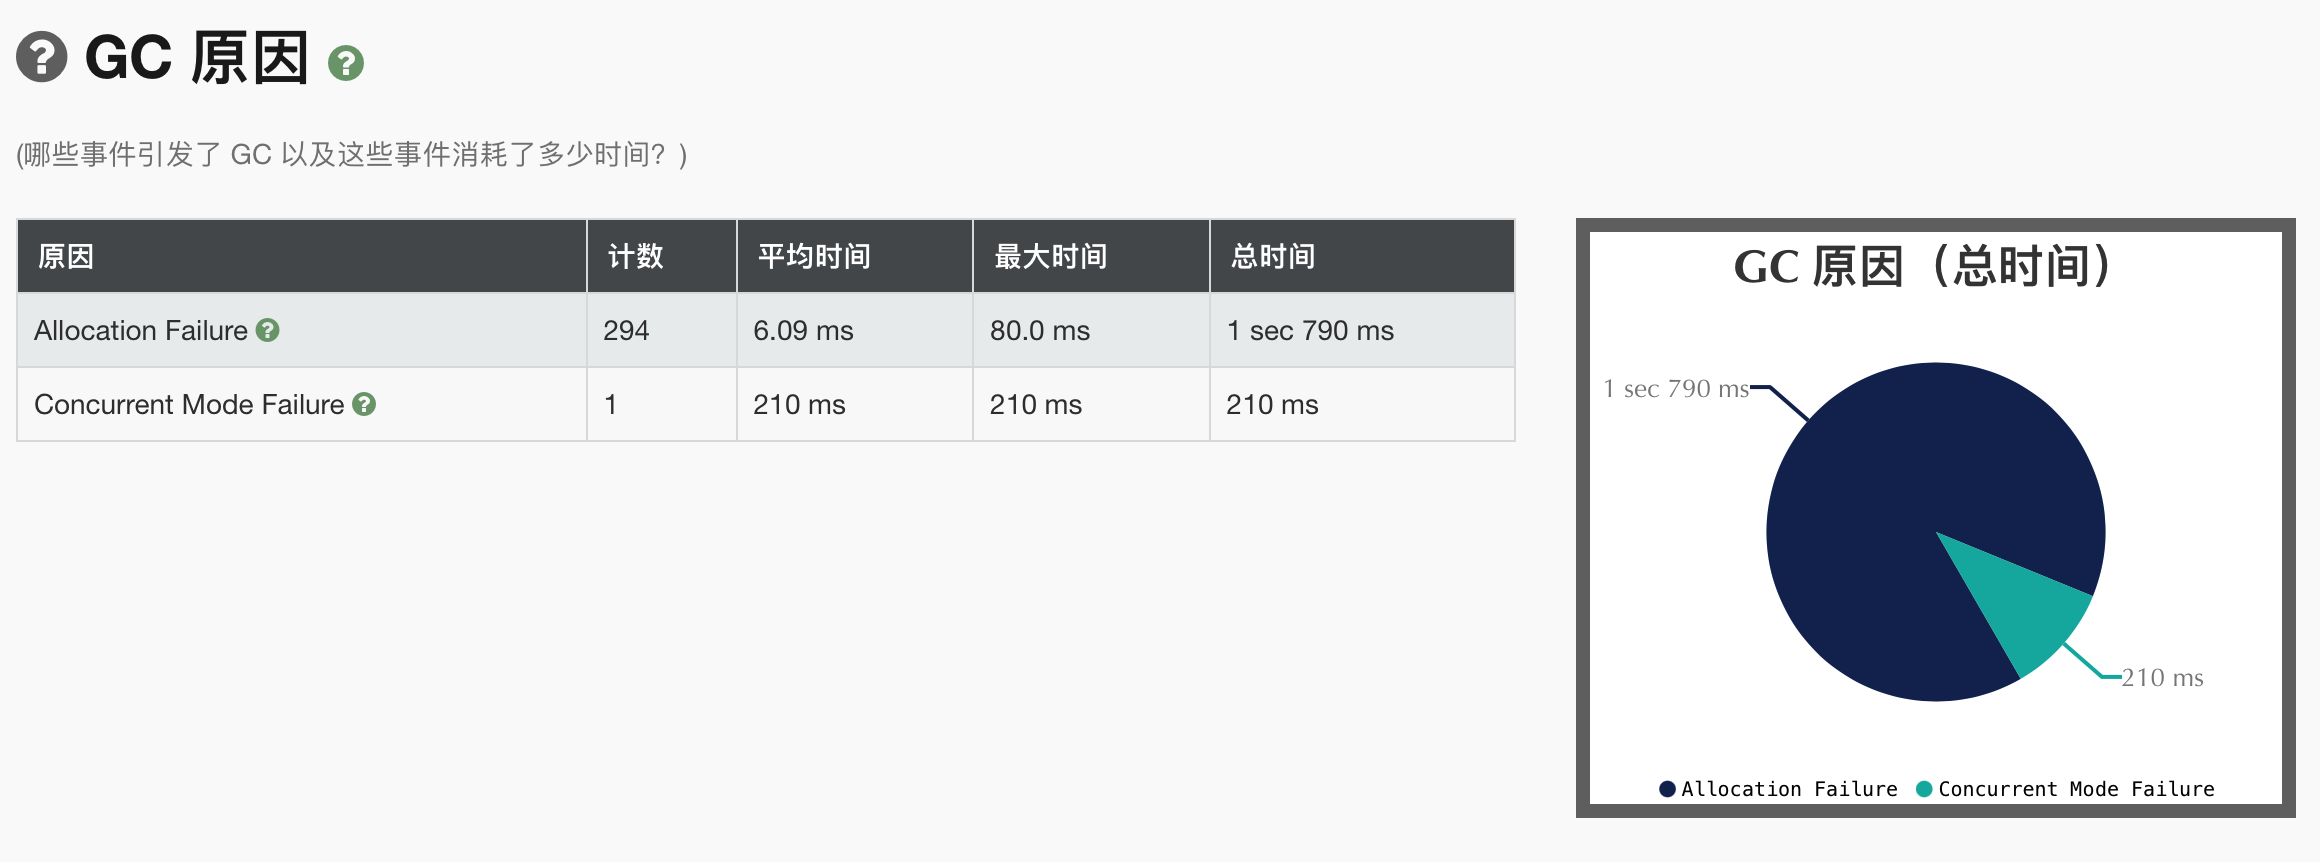 GC 原因
(哪些事件引发了 GC 以及这些事件消耗了多少时间？)
原因 计数 平均时间 最大时间 总时间
Allocation Failure 294 6.09 ms 80.0 ms 1 sec 790 ms
Concurrent Mode Failure 1 210 ms 210 ms 210 ms
GC 原因（总时间）
1 sec 790 ms
210 ms
Allocation Failure Concurrent Mode Failure